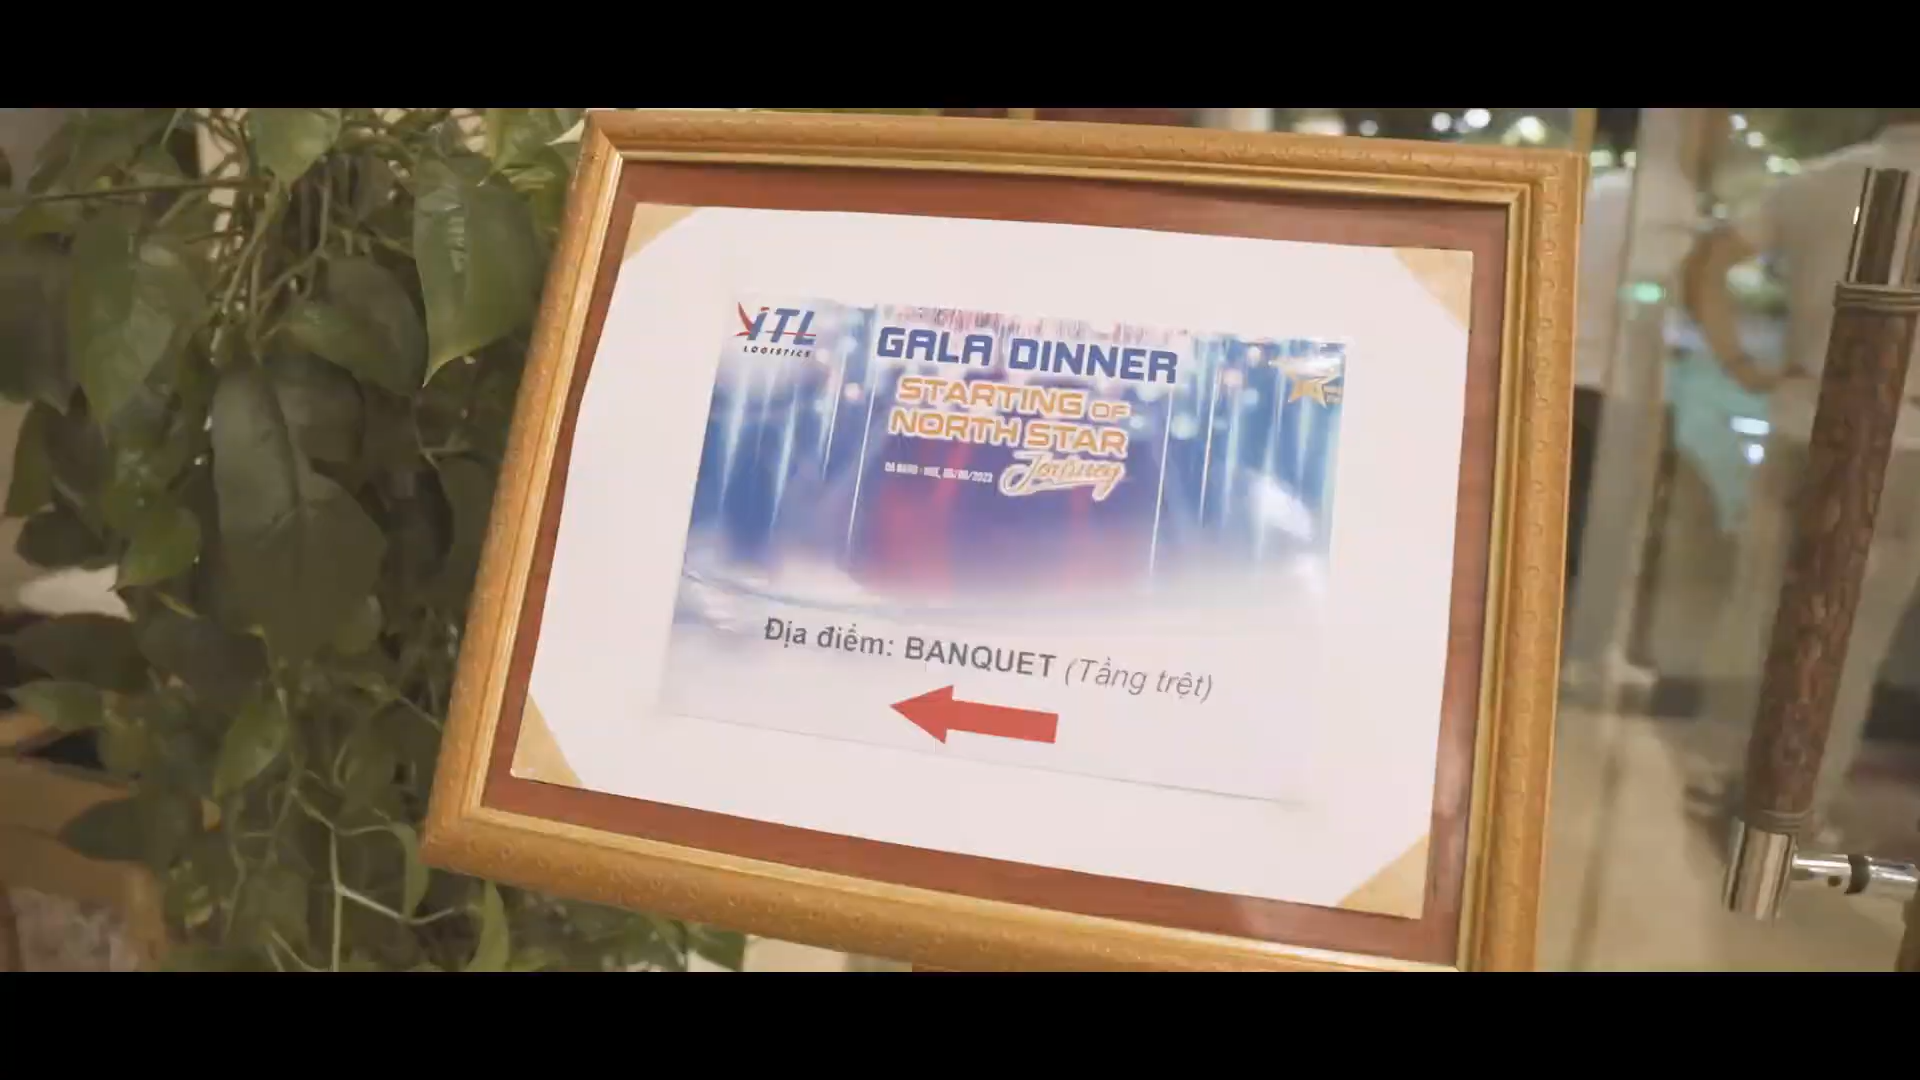 ITL
LOGISTICS
GALA DINNER
STARTING OF
NORTH STAR
Journey
Địa điểm: BANQUET (Tầng trệt)